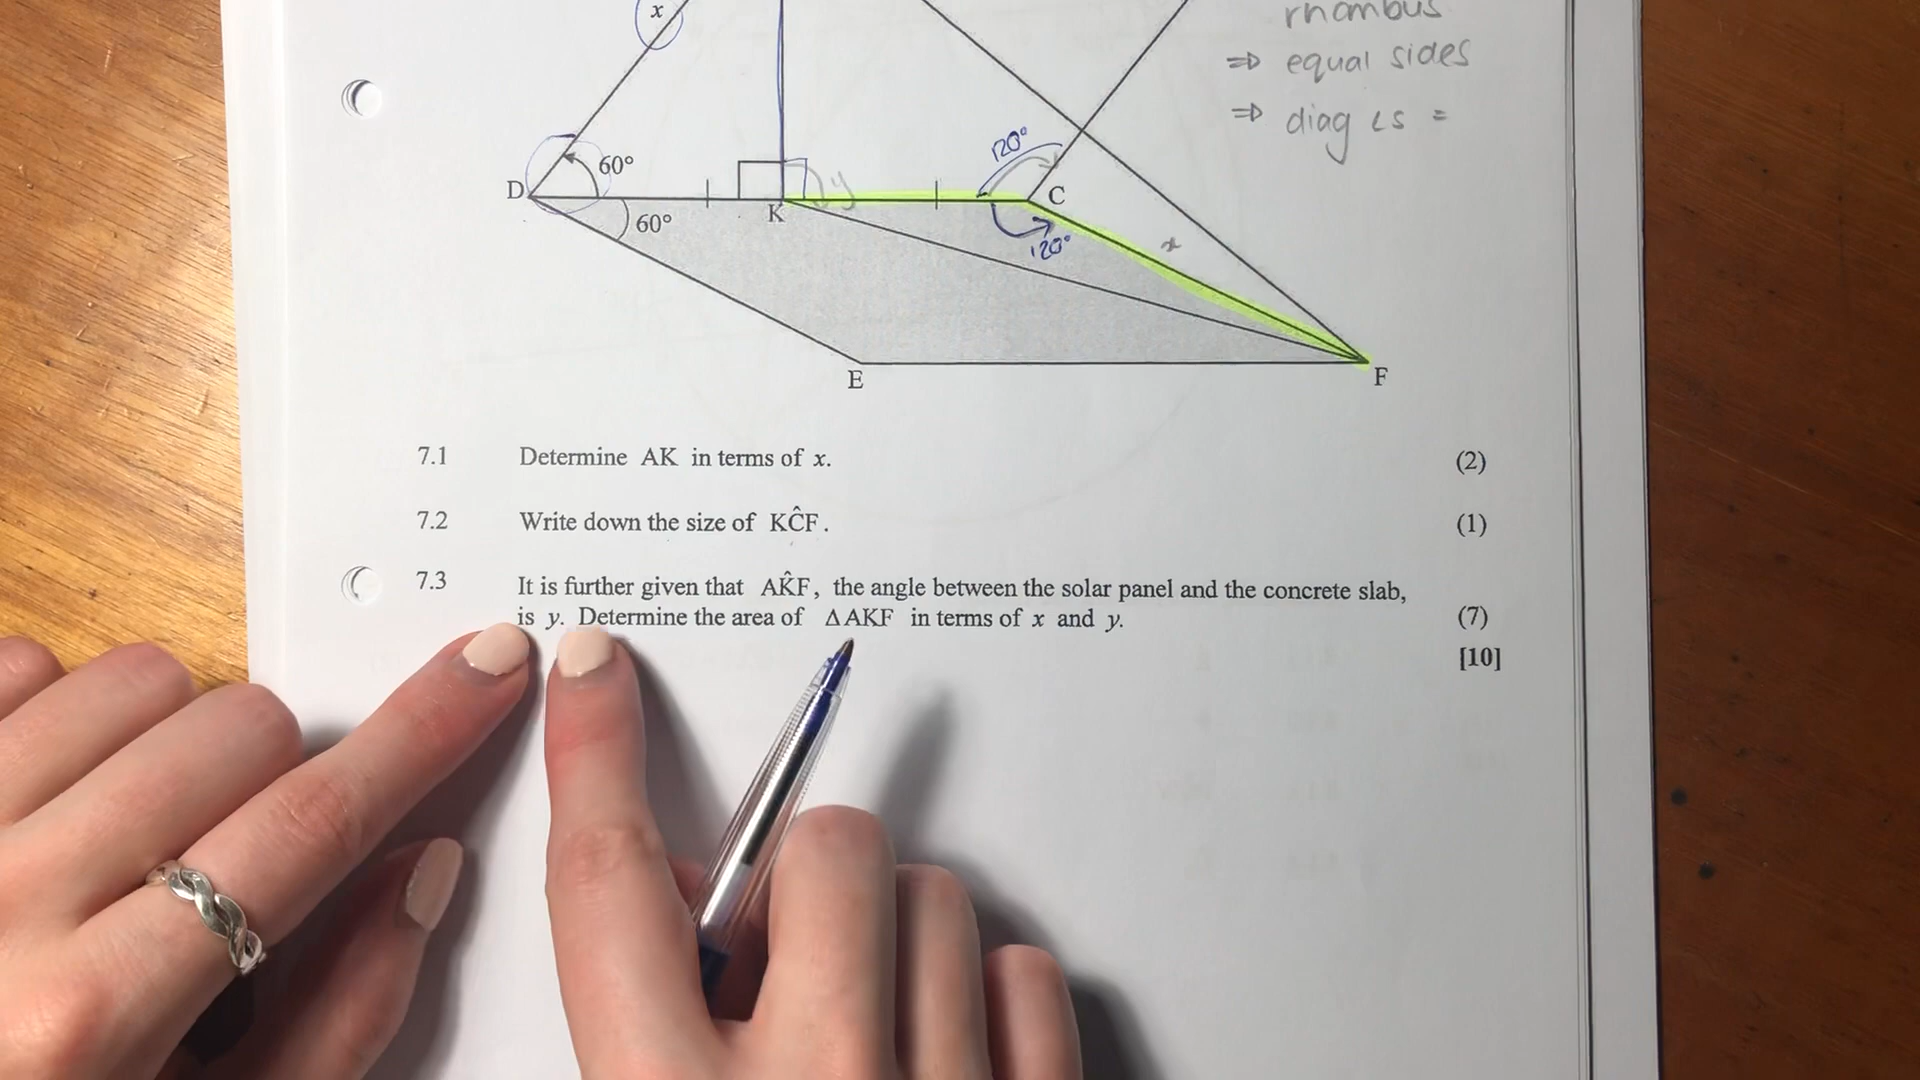 x
rhombus
⇒ equal sides
⇒ diag ∠s =
120°
60°
D
K
y
C
60°
120°
x
E
F
7.1 Determine AK in terms of x. (2)
7.2 Write down the size of KĈF. (1)
7.3 It is further given that AK̂F, the angle between the solar panel and the concrete slab,
is y. Determine the area of ΔAKF in terms of x and y. (7)
[10]